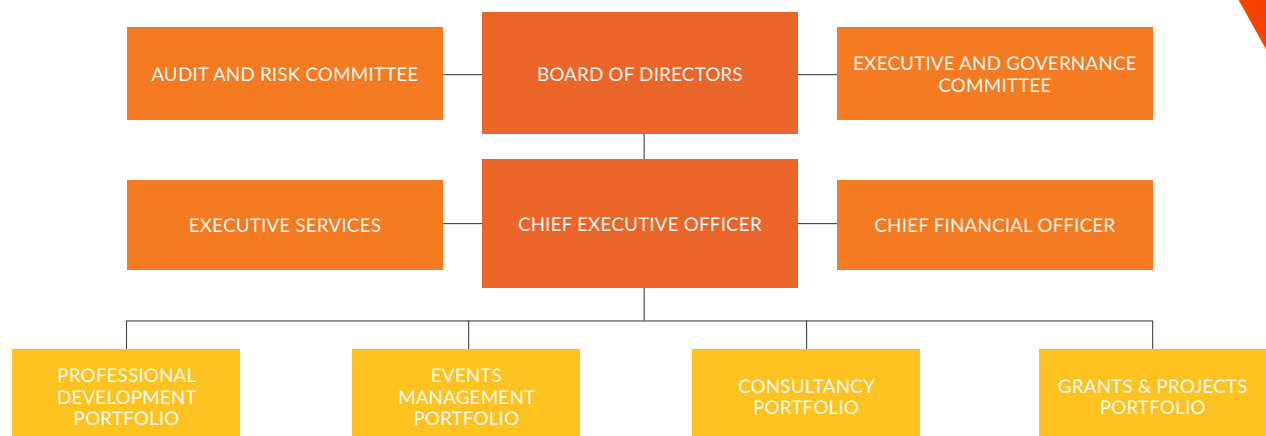 AUDIT AND RISK COMMITTEE
BOARD OF DIRECTORS
EXECUTIVE AND GOVERNANCE
COMMITTEE
EXECUTIVE SERVICES
CHIEF EXECUTIVE OFFICER
CHIEF FINANCIAL OFFICER
PROFESSIONAL
DEVELOPMENT
PORTFOLIO
EVENTS
MANAGEMENT
PORTFOLIO
CONSULTANCY
PORTFOLIO
GRANTS & PROJECTS
PORTFOLIO